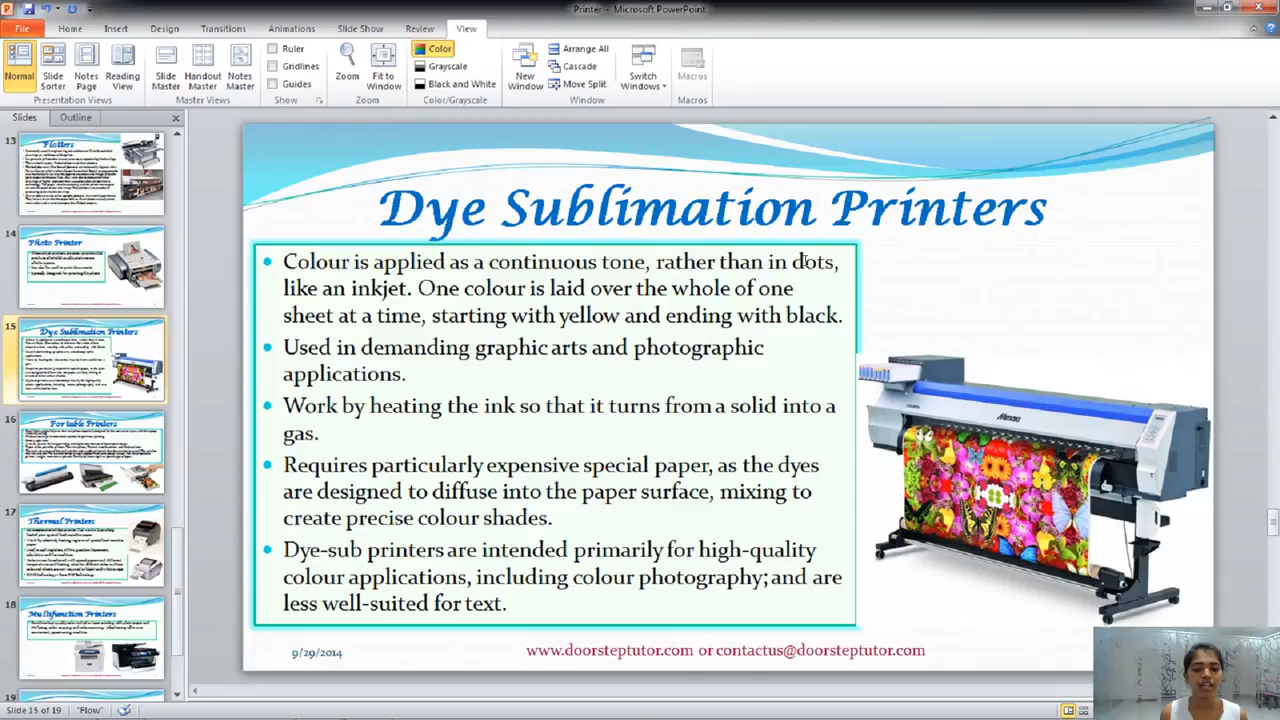 Printer - Microsoft PowerPoint
File Home Insert Design Transitions Animations Slide Show Review View
Normal Slide Sorter Notes Page Reading View Slide Master Handout Master Notes Master Ruler Gridlines Guides Zoom Fit to Window Color Grayscale Black and White New Window Arrange All Cascade Move Split Switch Windows Macros
Presentation Views Master Views Show Zoom Color/Grayscale Window Macros
Slides Outline
13
Plotters
14
Photo Printer
15
Dye Sublimation Printers
16
Portable Printers
17
Thermal Printers
18
Multifunction Printers
19
Dye Sublimation Printers
• Colour is applied as a continuous tone, rather than in dots,
like an inkjet. One colour is laid over the whole of one
sheet at a time, starting with yellow and ending with black.
• Used in demanding graphic arts and photographic
applications.
• Work by heating the ink so that it turns from a solid into a
gas.
• Requires particularly expensive special paper, as the dyes
are designed to diffuse into the paper surface, mixing to
create precise colour shades.
• Dye-sub printers are intended primarily for high-quality
colour applications, including colour photography; and are
less well-suited for text.
Mimaki
9/29/2014 www.doorsteptutor.com or contactus@doorsteptutor.com
Slide 15 of 19 "Flow"